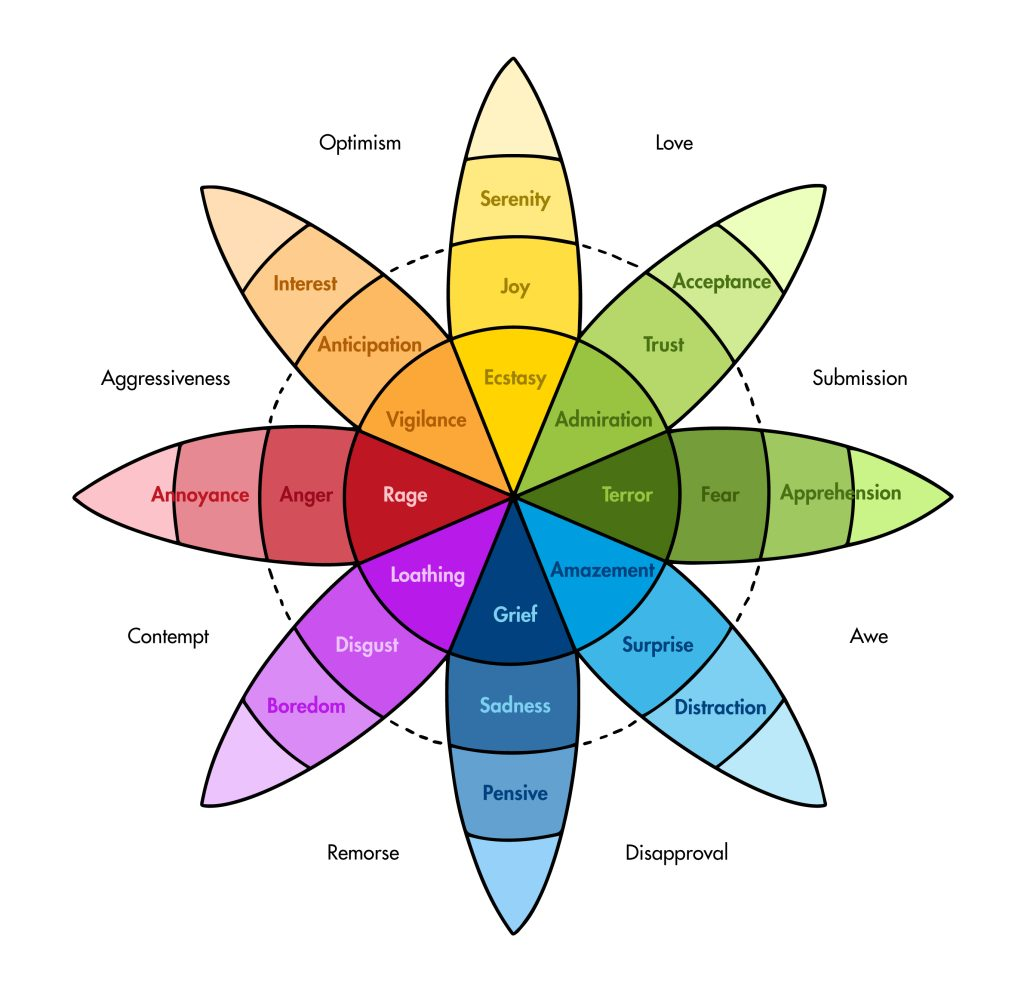 Optimism
Love
Serenity
Interest
Joy
Acceptance
Anticipation
Trust
Aggressiveness
Ecstasy
Submission
Vigilance
Admiration
Annoyance
Anger
Rage
Terror
Fear
Apprehension
Loathing
Amazement
Grief
Contempt
Disgust
Surprise
Awe
Boredom
Sadness
Distraction
Pensive
Remorse
Disapproval